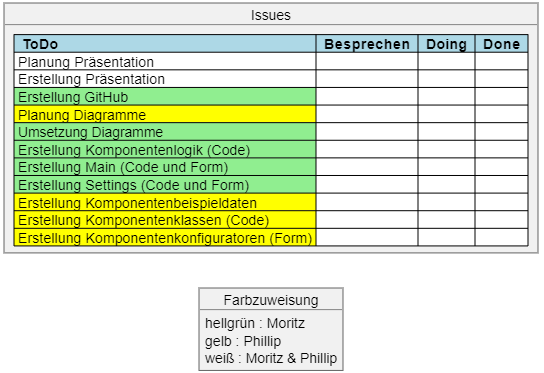 Issues
ToDo Besprechen Doing Done
Planung Präsentation
Erstellung Präsentation
Erstellung GitHub
Planung Diagramme
Umsetzung Diagramme
Erstellung Komponentenlogik (Code)
Erstellung Main (Code und Form)
Erstellung Settings (Code und Form)
Erstellung Komponentenbeispieldaten
Erstellung Komponentenklassen (Code)
Erstellung Komponentenkonfiguratoren (Form)
Farbzuweisung
hellgrün : Moritz
gelb : Phillip
weiß : Moritz & Phillip